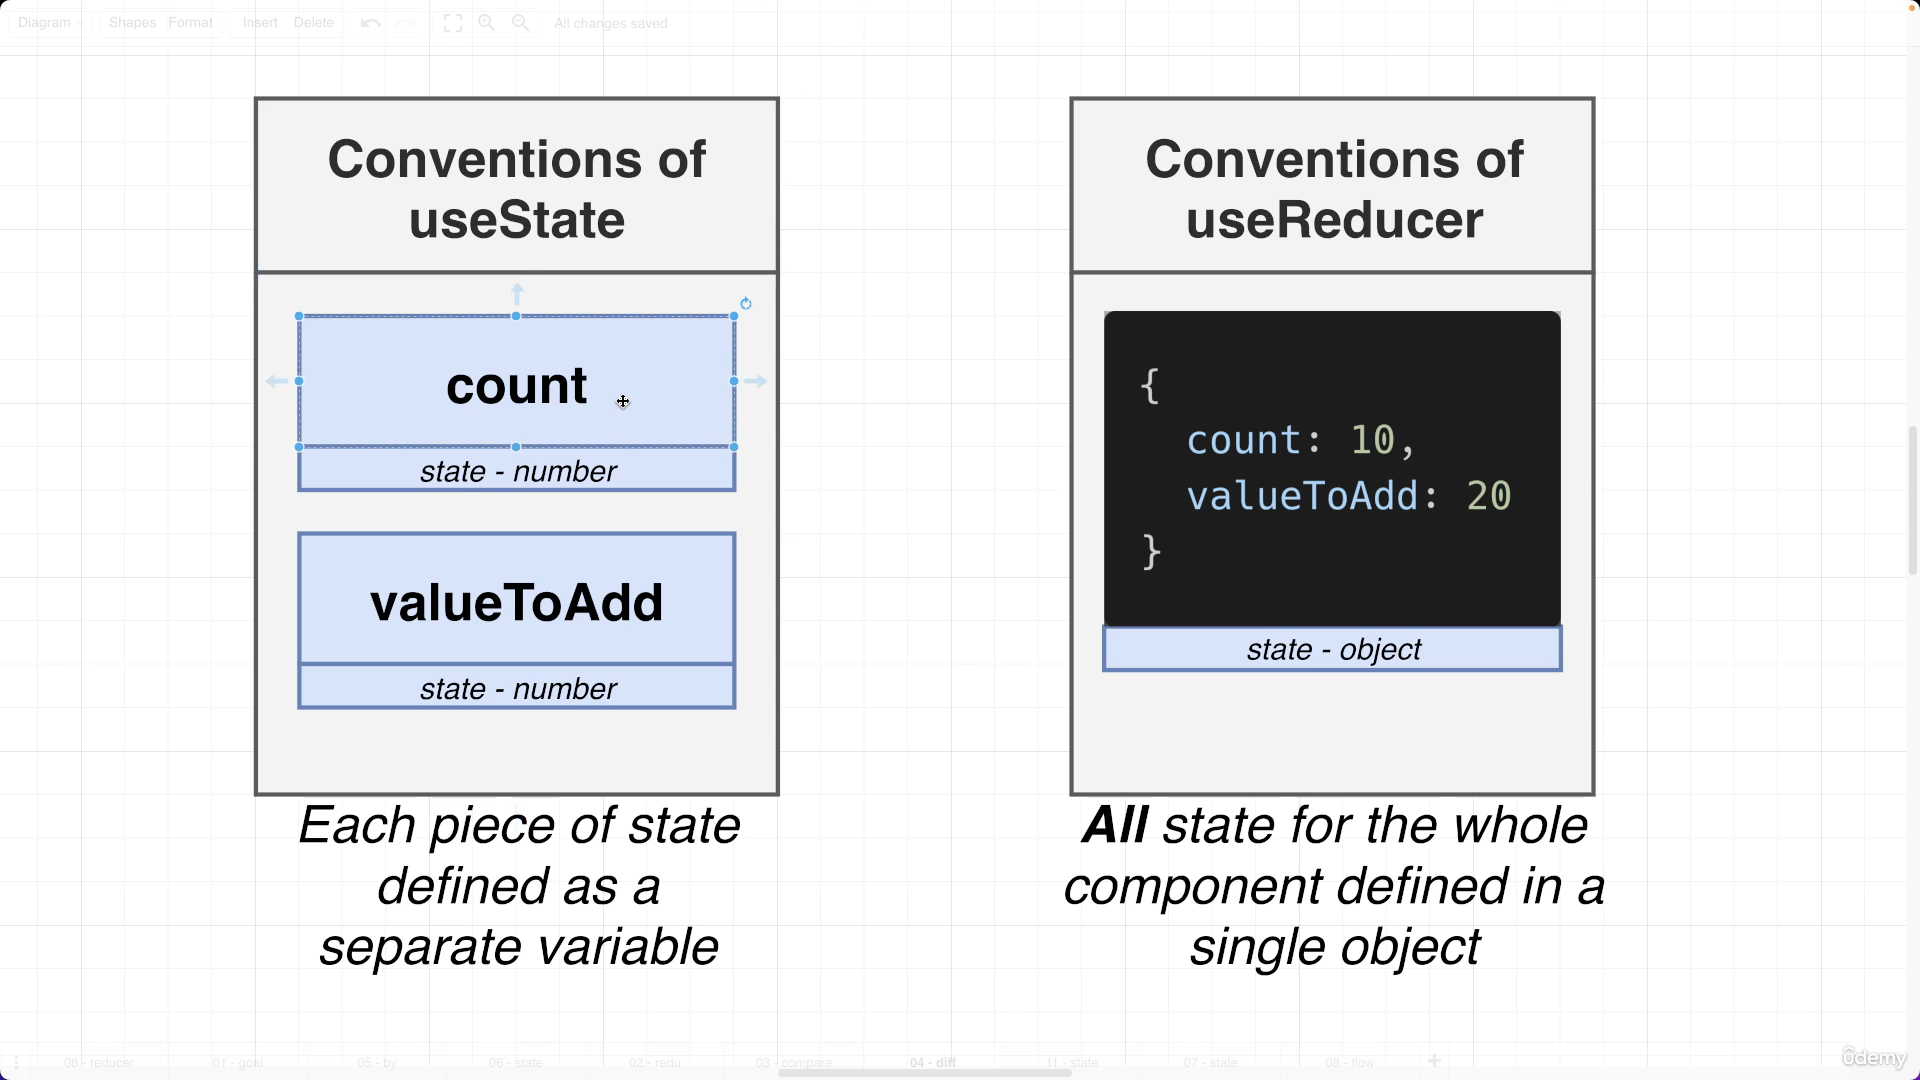 Diagram
Shapes
Format
Insert
Delete
All changes saved
Conventions of
useState
count
state - number
valueToAdd
state - number
Each piece of state
defined as a
separate variable
Conventions of
useReducer
{
count: 10,
valueToAdd: 20
}
state - object
All state for the whole
component defined in a
single object
08 - reducer
01 - goal
05 - by
06 - state
02 - redu
03 - compare
04 - diff
11 - state
07 - state
08 - flow
ûdemy